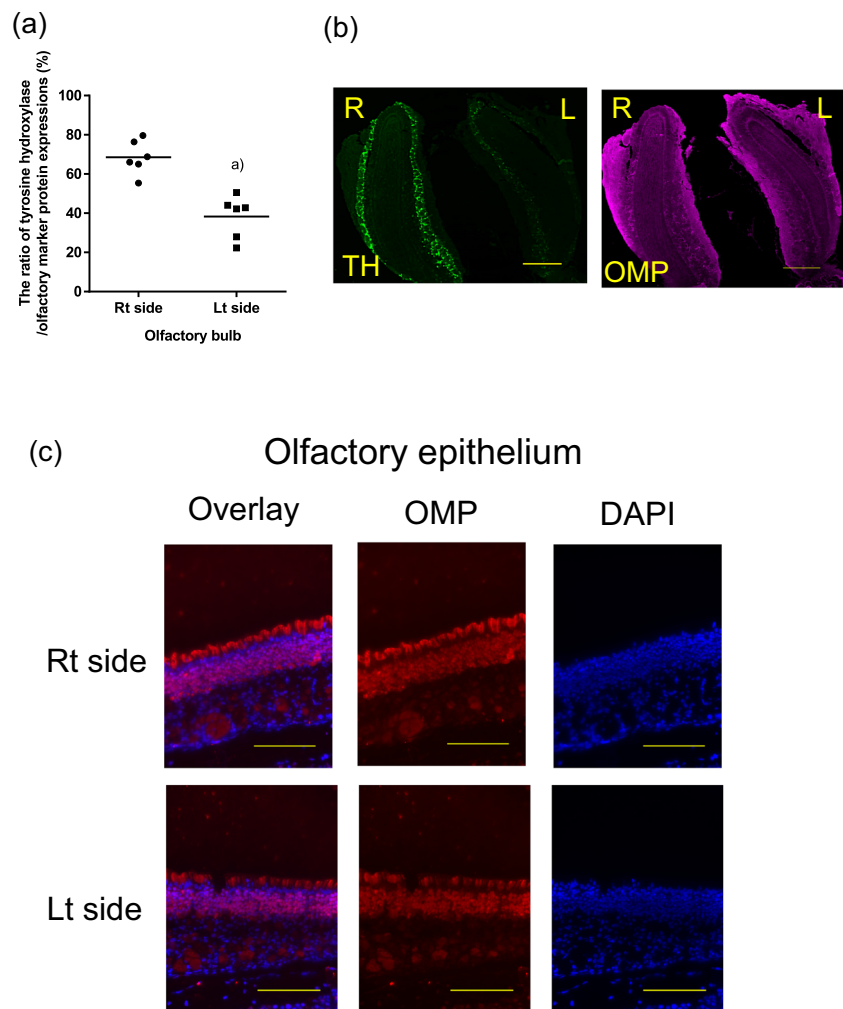 (a)
The ratio of tyrosine hydroxylase
/olfactory marker protein expressions (%)
100
80
60
40
20
0
a)
Rt side
Lt side
Olfactory bulb
(b)
R
L
TH
R
L
OMP
(c)
Olfactory epithelium
Overlay
OMP
DAPI
Rt side
Lt side